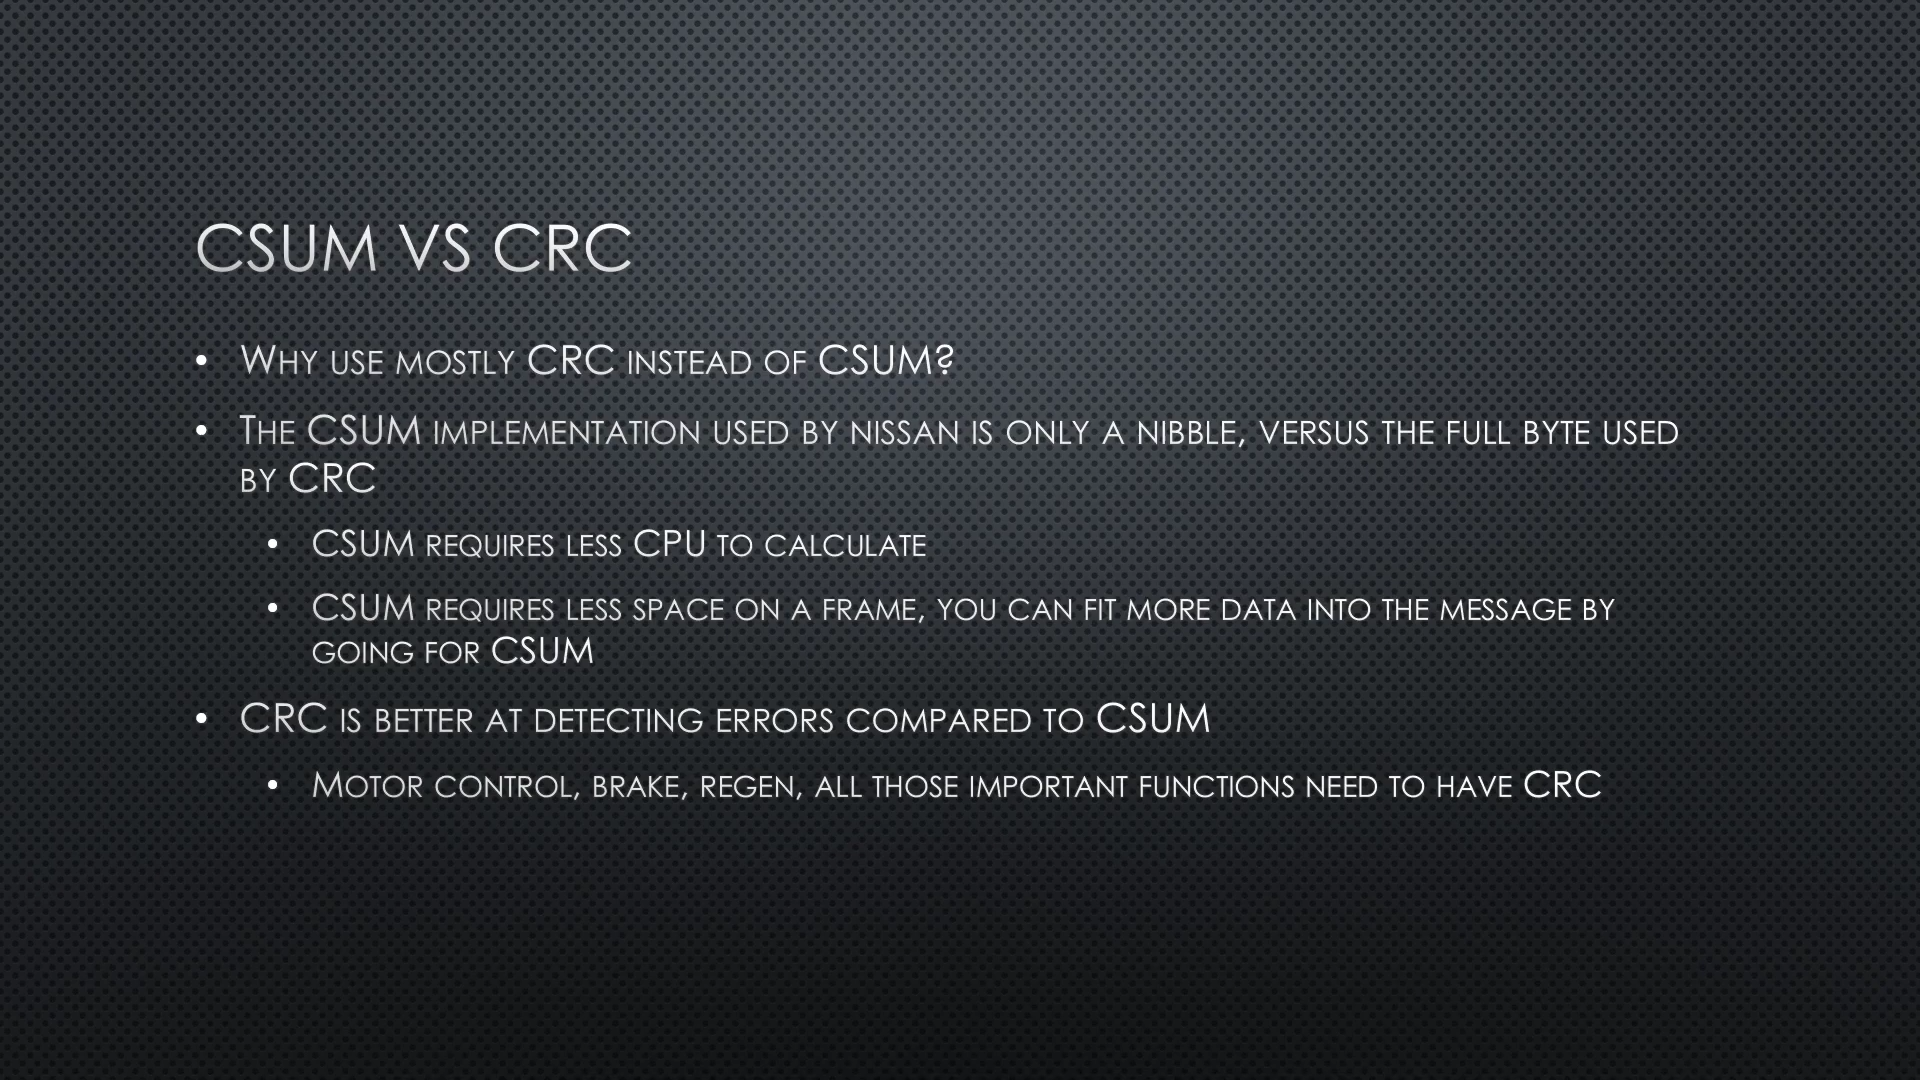 CSUM VS CRC
• Why use mostly CRC instead of CSUM?
• The CSUM implementation used by nissan is only a nibble, versus the full byte used
by CRC
• CSUM requires less CPU to calculate
• CSUM requires less space on a frame, you can fit more data into the message by
going for CSUM
• CRC is better at detecting errors compared to CSUM
• Motor control, brake, regen, all those important functions need to have CRC